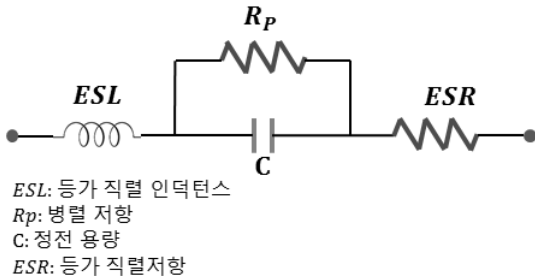 R_P
ESL
ESR
C
ESL: 등가 직렬 인덕턴스
Rp: 병렬 저항
C: 정전 용량
ESR: 등가 직렬저항